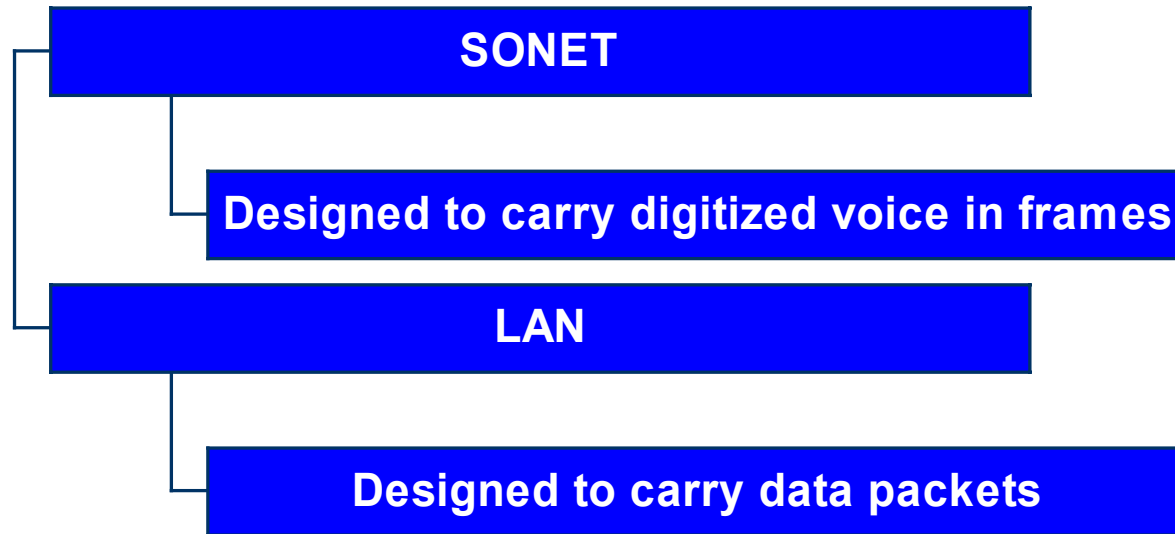 SONET
Designed to carry digitized voice in frames
LAN
Designed to carry data packets